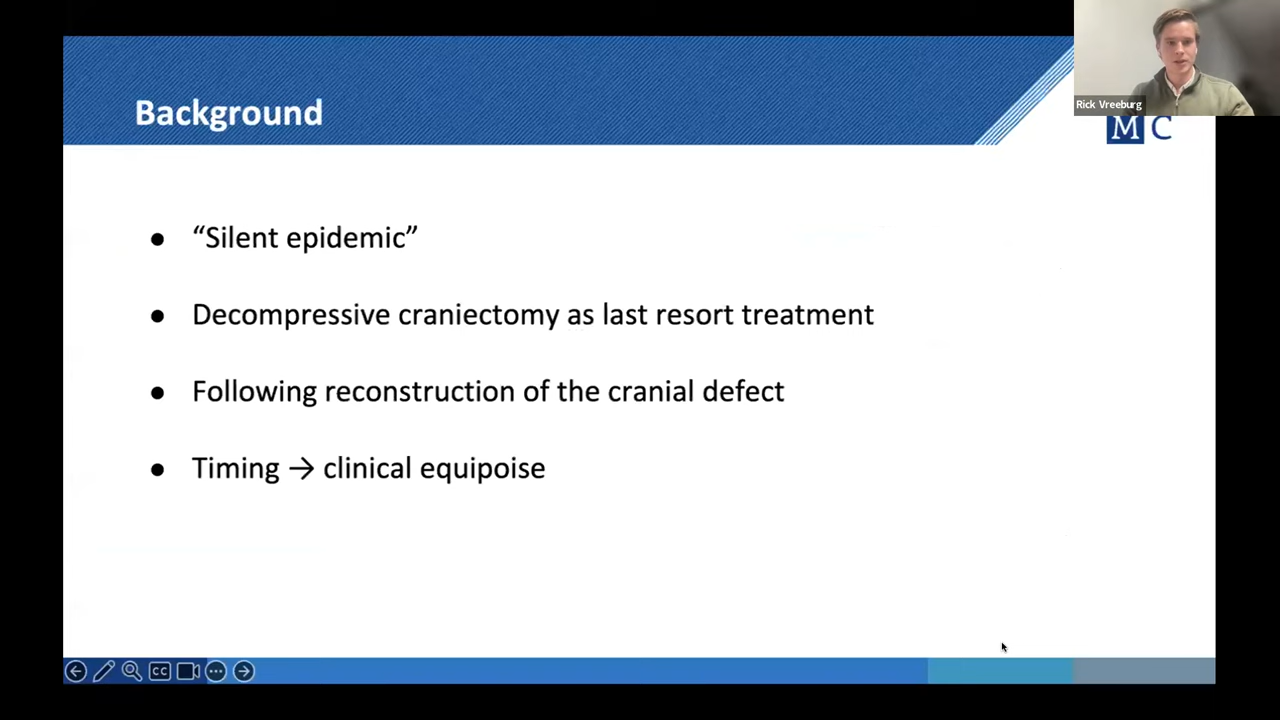 Rick Vreeburg
M C
Background
● “Silent epidemic”
● Decompressive craniectomy as last resort treatment
● Following reconstruction of the cranial defect
● Timing → clinical equipoise
CC